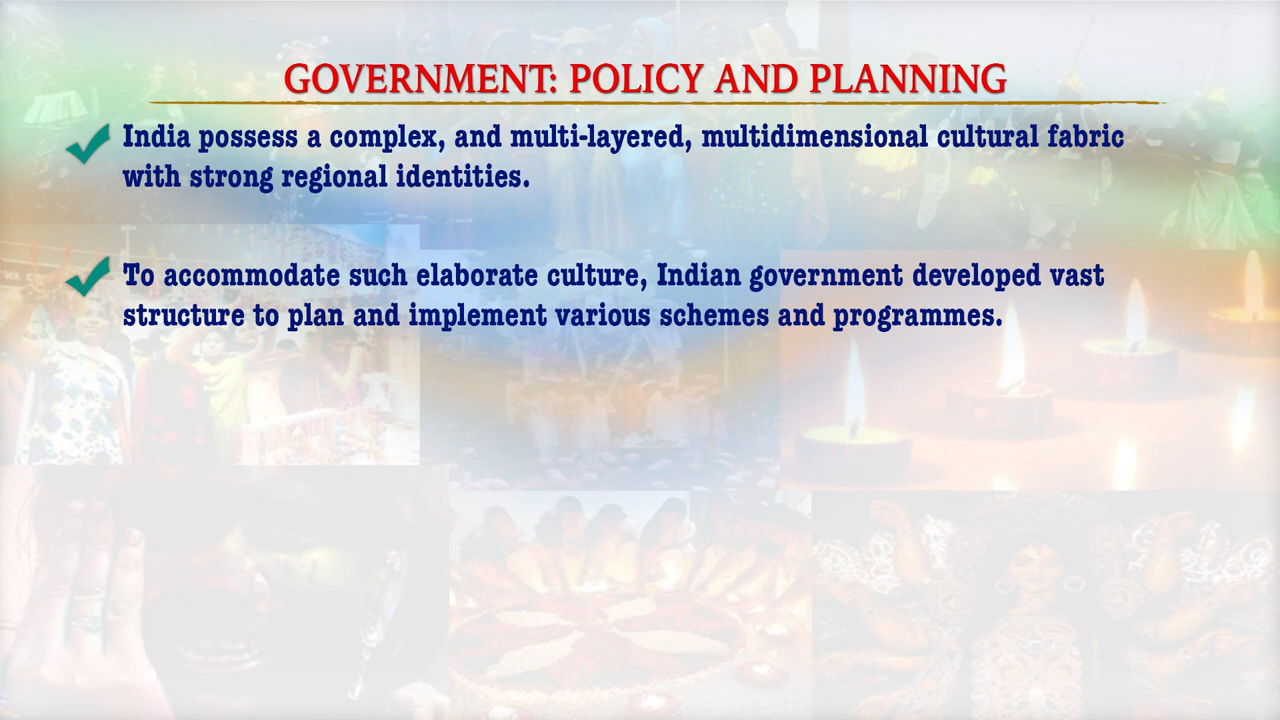 GOVERNMENT: POLICY AND PLANNING
India possess a complex, and multi-layered, multidimensional cultural fabric
with strong regional identities.
To accommodate such elaborate culture, Indian government developed vast
structure to plan and implement various schemes and programmes.